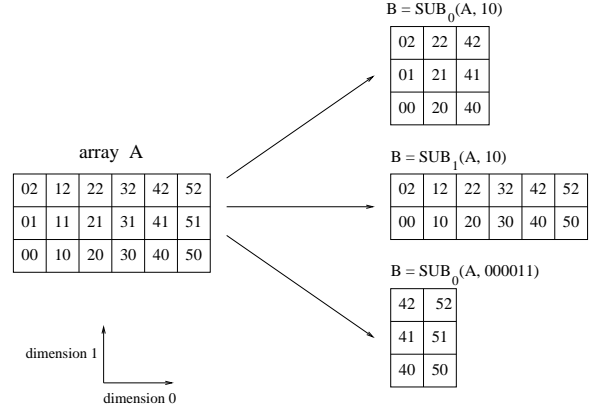 B = SUB0(A, 10)
02 22 42
01 21 41
00 20 40
array A
02 12 22 32 42 52
01 11 21 31 41 51
00 10 20 30 40 50
B = SUB1(A, 10)
02 12 22 32 42 52
00 10 20 30 40 50
B = SUB0(A, 000011)
42 52
41 51
40 50
dimension 1
dimension 0